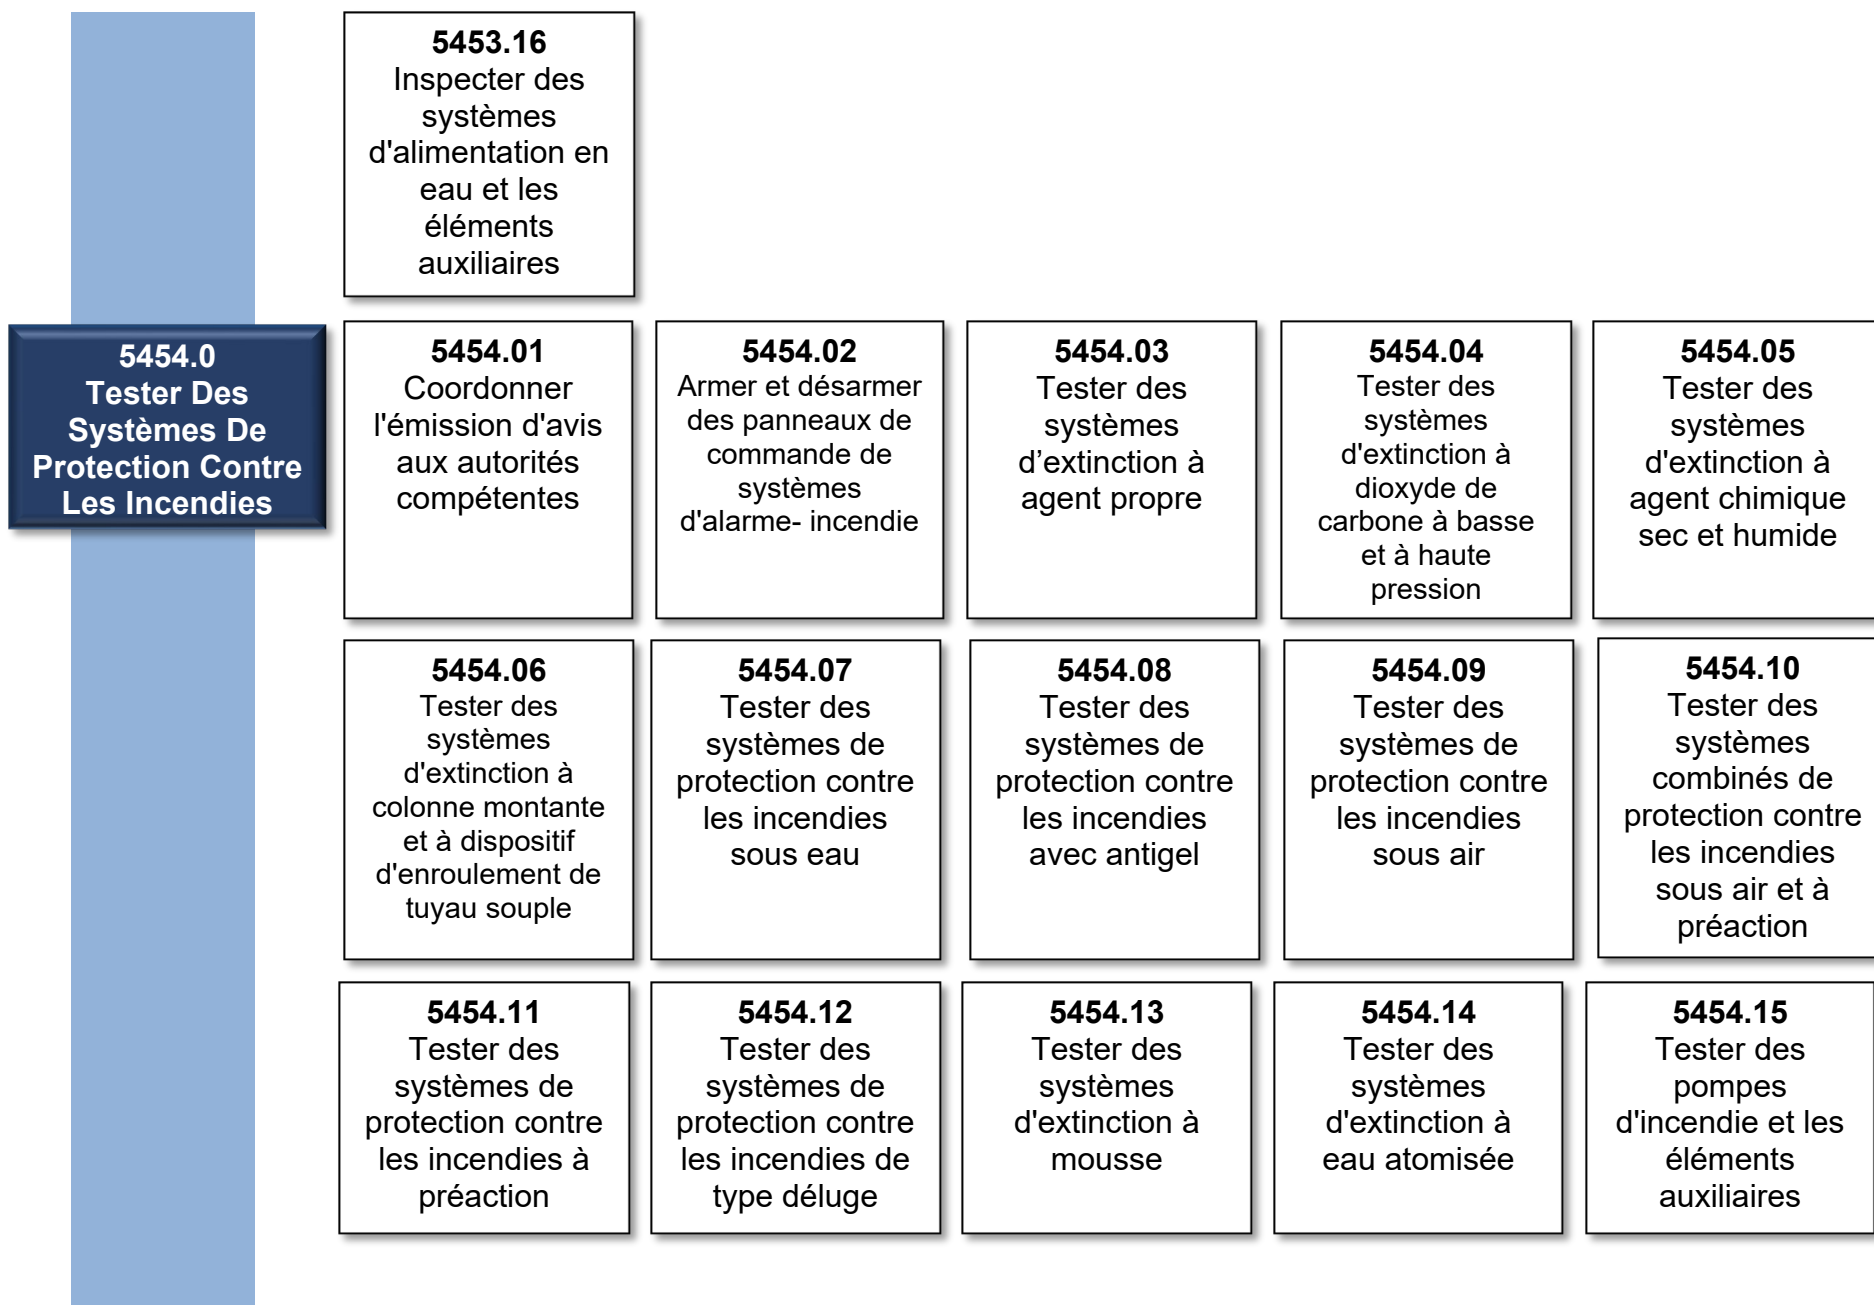 5453.16
Inspecter des
systèmes
d'alimentation en
eau et les
éléments
auxiliaires
5454.0
Tester Des
Systèmes De
Protection Contre
Les Incendies
5454.01
Coordonner
l'émission d'avis
aux autorités
compétentes
5454.02
Armer et désarmer
des panneaux de
commande de
systèmes
d'alarme- incendie
5454.03
Tester des
systèmes
d’extinction à
agent propre
5454.04
Tester des
systèmes
d'extinction à
dioxyde de
carbone à basse
et à haute
pression
5454.05
Tester des
systèmes
d'extinction à
agent chimique
sec et humide
5454.06
Tester des
systèmes
d'extinction à
colonne montante
et à dispositif
d'enroulement de
tuyau souple
5454.07
Tester des
systèmes de
protection contre
les incendies
sous eau
5454.08
Tester des
systèmes de
protection contre
les incendies
avec antigel
5454.09
Tester des
systèmes de
protection contre
les incendies
sous air
5454.10
Tester des
systèmes
combinés de
protection contre
les incendies
sous air et à
préaction
5454.11
Tester des
systèmes de
protection contre
les incendies à
préaction
5454.12
Tester des
systèmes de
protection contre
les incendies de
type déluge
5454.13
Tester des
systèmes
d'extinction à
mousse
5454.14
Tester des
systèmes
d'extinction à
eau atomisée
5454.15
Tester des
pompes
d'incendie et les
éléments
auxiliaires